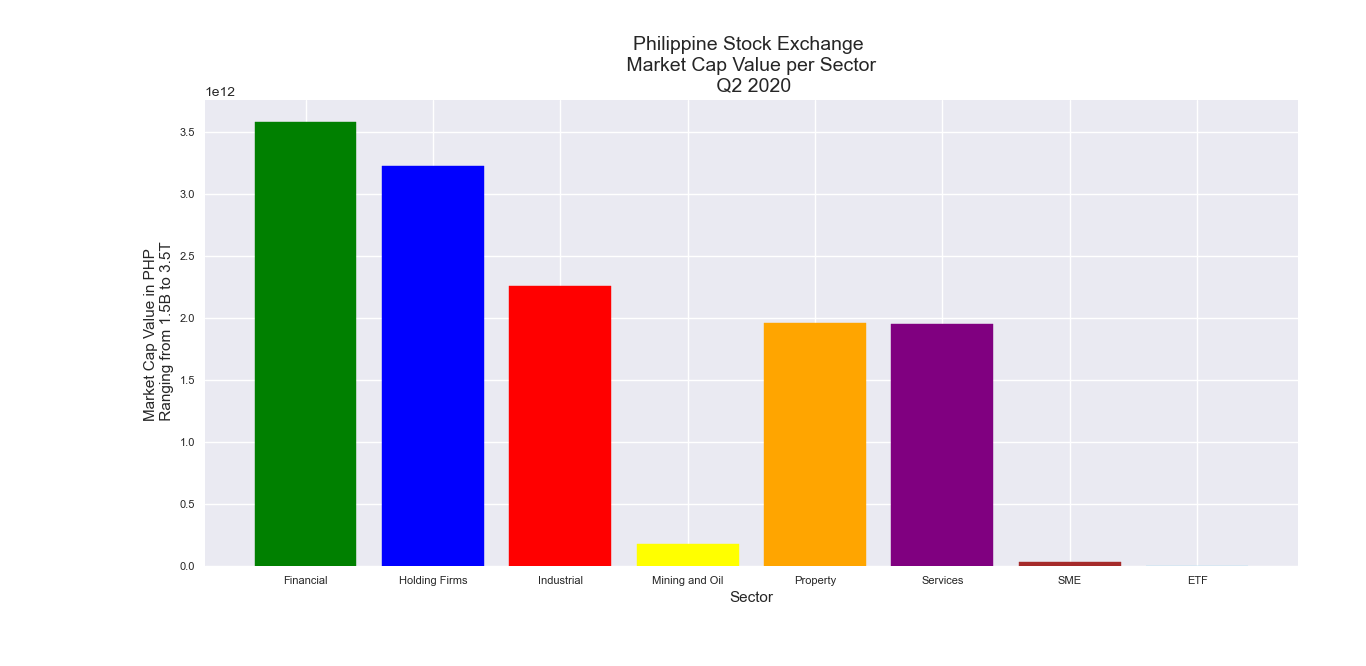 Philippine Stock Exchange
Market Cap Value per Sector
Q2 2020
1e12
3.5
3.0
2.5
2.0
1.5
1.0
0.5
0.0
Market Cap Value in PHP
Ranging from 1.5B to 3.5T
Financial
Holding Firms
Industrial
Mining and Oil
Property
Services
SME
ETF
Sector